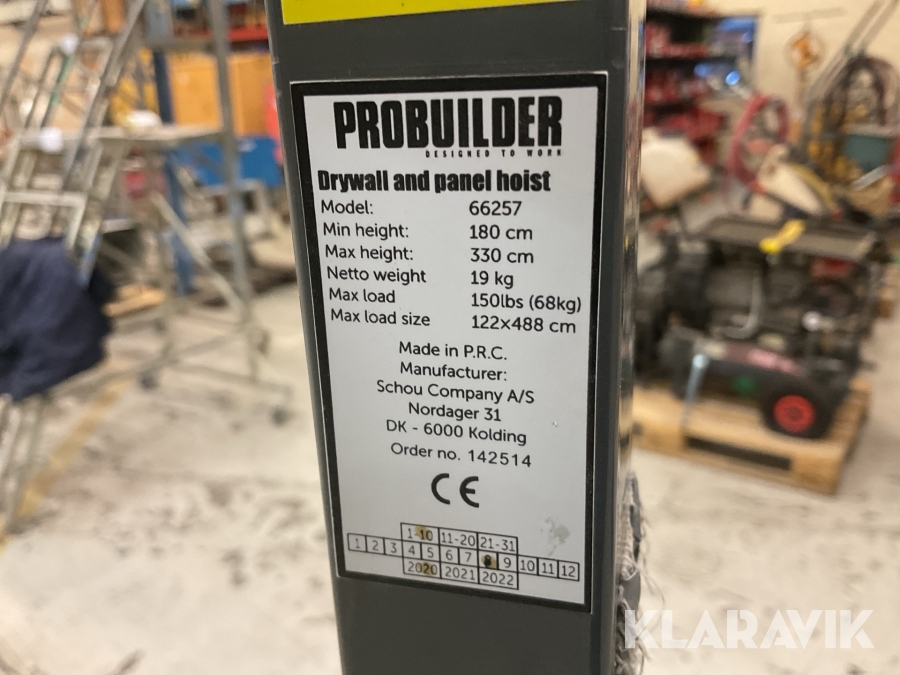 PROBUILDER
DESIGNED TO WORK
Drywall and panel hoist
Model: 66257
Min height: 180 cm
Max height: 330 cm
Netto weight 19 kg
Max load 150lbs (68kg)
Max load size 122x488 cm
Made in P.R.C.
Manufacturer:
Schou Company A/S
Nordager 31
DK - 6000 Kolding
Order no. 142514
CE
1-10 11-20 21-31
1 2 3 4 5 6 7 8 9 10 11 12
2020 2021 2022
KLARAVIK